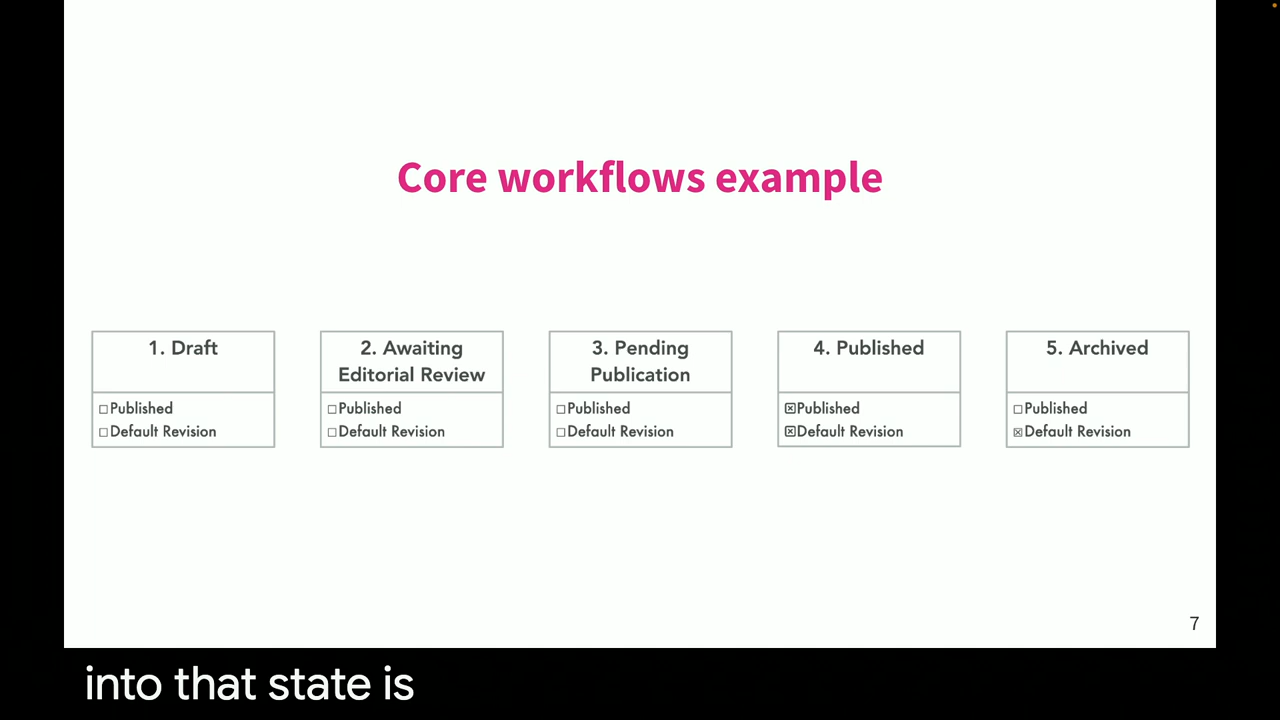 Core workflows example
1. Draft
☐Published
☐Default Revision
2. Awaiting
Editorial Review
☐Published
☐Default Revision
3. Pending
Publication
☐Published
☐Default Revision
4. Published
☒Published
☒Default Revision
5. Archived
☐Published
☒Default Revision
7
into that state is